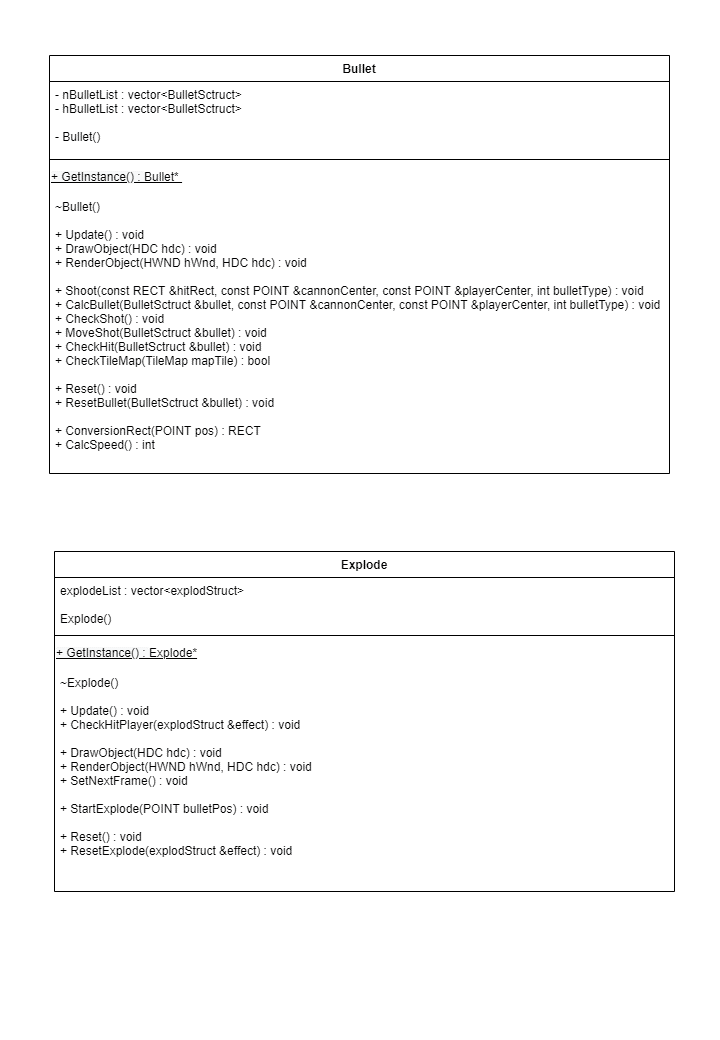 Bullet
- nBulletList : vector<BulletSctruct>
- hBulletList : vector<BulletSctruct>
- Bullet()
+ GetInstance() : Bullet*
~Bullet()
+ Update() : void
+ DrawObject(HDC hdc) : void
+ RenderObject(HWND hWnd, HDC hdc) : void
+ Shoot(const RECT &hitRect, const POINT &cannonCenter, const POINT &playerCenter, int bulletType) : void
+ CalcBullet(BulletSctruct &bullet, const POINT &cannonCenter, const POINT &playerCenter, int bulletType) : void
+ CheckShot() : void
+ MoveShot(BulletSctruct &bullet) : void
+ CheckHit(BulletSctruct &bullet) : void
+ CheckTileMap(TileMap mapTile) : bool
+ Reset() : void
+ ResetBullet(BulletSctruct &bullet) : void
+ ConversionRect(POINT pos) : RECT
+ CalcSpeed() : int
Explode
explodeList : vector<explodStruct>
Explode()
+ GetInstance() : Explode*
~Explode()
+ Update() : void
+ CheckHitPlayer(explodStruct &effect) : void
+ DrawObject(HDC hdc) : void
+ RenderObject(HWND hWnd, HDC hdc) : void
+ SetNextFrame() : void
+ StartExplode(POINT bulletPos) : void
+ Reset() : void
+ ResetExplode(explodStruct &effect) : void